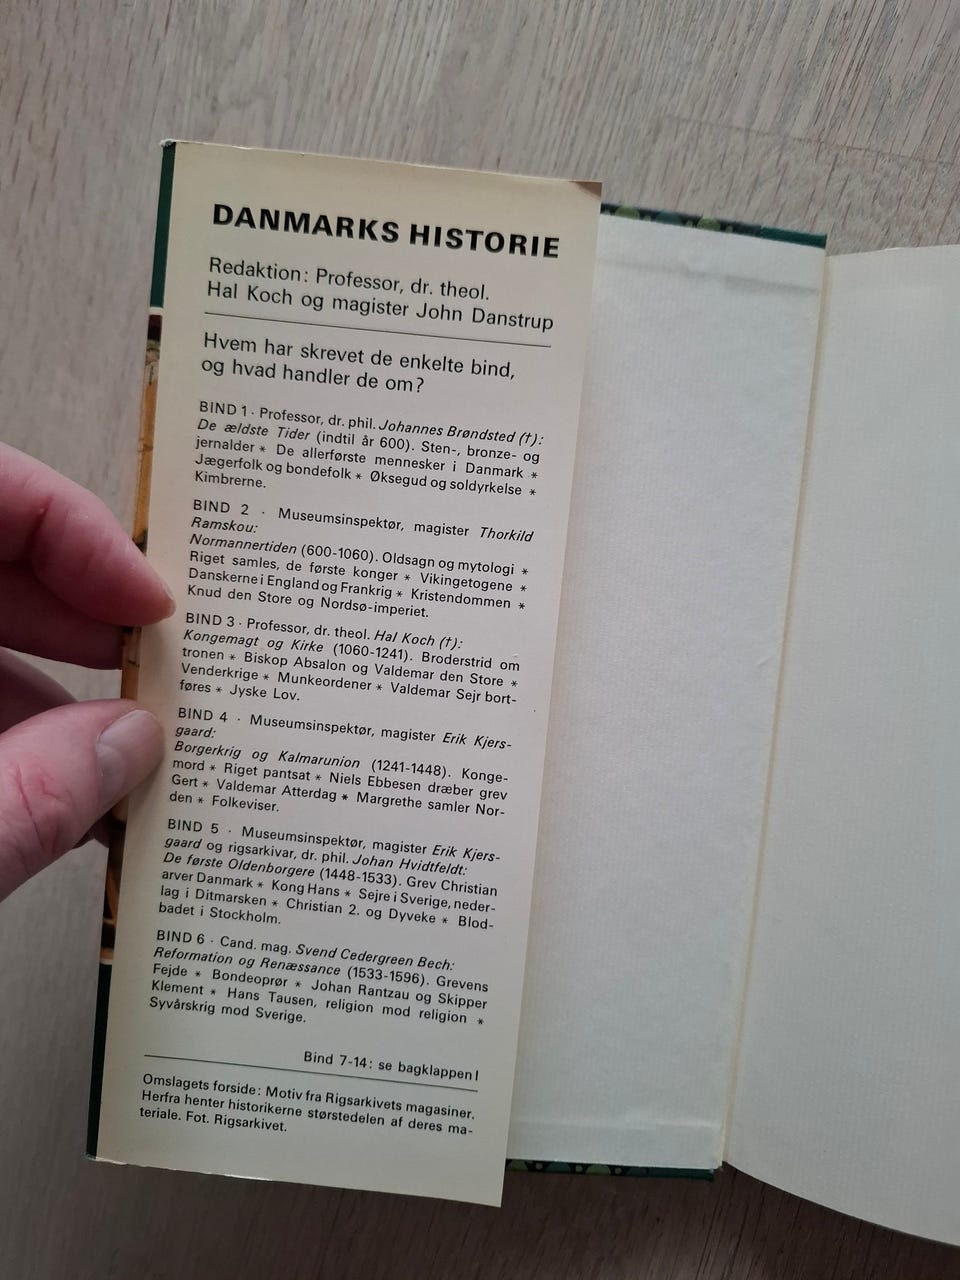 DANMARKS HISTORIE
Redaktion: Professor, dr. theol.
Hal Koch og magister John Danstrup
Hvem har skrevet de enkelte bind,
og hvad handler de om?
BIND 1 · Professor, dr. phil. Johannes Brøndsted (†):
De ældste Tider (indtil år 600). Sten-, bronze- og
jernalder * De allerførste mennesker i Danmark *
Jægerfolk og bondefolk * Øksegud og soldyrkelse *
Kimbrerne.
BIND 2 · Museumsinspektør, magister Thorkild
Ramskou:
Normannertiden (600-1060). Oldsagn og mytologi *
Riget samles, de første konger * Vikingetogene *
Danskerne i England og Frankrig * Kristendommen *
Knud den Store og Nordsø-imperiet.
BIND 3 · Professor, dr. theol. Hal Koch (†):
Kongemagt og Kirke (1060-1241). Broderstrid om
tronen * Biskop Absalon og Valdemar den Store *
Venderkrige * Munkeordener * Valdemar Sejr bort-
føres * Jyske Lov.
BIND 4 · Museumsinspektør, magister Erik Kjers-
gaard:
Borgerkrig og Kalmarunion (1241-1448). Konge-
mord * Riget pantsat * Niels Ebbesen dræber grev
Gert * Valdemar Atterdag * Margrethe samler Nor-
den * Folkeviser.
BIND 5 · Museumsinspektør, magister Erik Kjers-
gaard og rigsarkivar, dr. phil. Johan Hvidtfeldt:
De første Oldenborgere (1448-1533). Grev Christian
arver Danmark * Kong Hans * Sejre i Sverige, neder-
lag i Ditmarsken * Christian 2. og Dyveke * Blod-
badet i Stockholm.
BIND 6 · Cand. mag. Svend Cedergreen Bech:
Reformation og Renæssance (1533-1596). Grevens
Fejde * Bondeoprør * Johan Rantzau og Skipper
Klement * Hans Tausen, religion mod religion *
Syvårskrig mod Sverige.
Bind 7-14: se bagklappen!
Omslagets forside: Motiv fra Rigsarkivets magasiner.
Herfra henter historikerne størstedelen af deres ma-
teriale. Fot. Rigsarkivet.